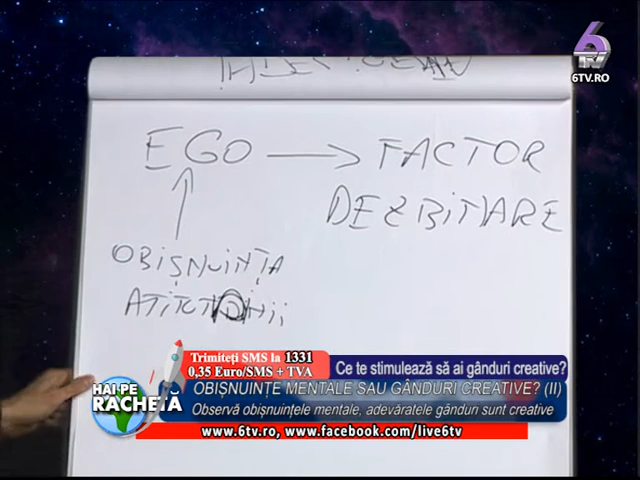 6
TV
6TV.RO
EGO → FACTOR
DEZBINARE
OBIȘNUINȚA
Trimiteți SMS la 1331
0,35 Euro/SMS + TVA
Ce te stimulează să ai gânduri creative?
HAI PE
RACHETĂ
OBIȘNUINȚE MENTALE SAU GÂNDURI CREATIVE? (II)
Observă obișnuințele mentale, adevăratele gânduri sunt creative
www.6tv.ro, www.facebook.com/live6tv